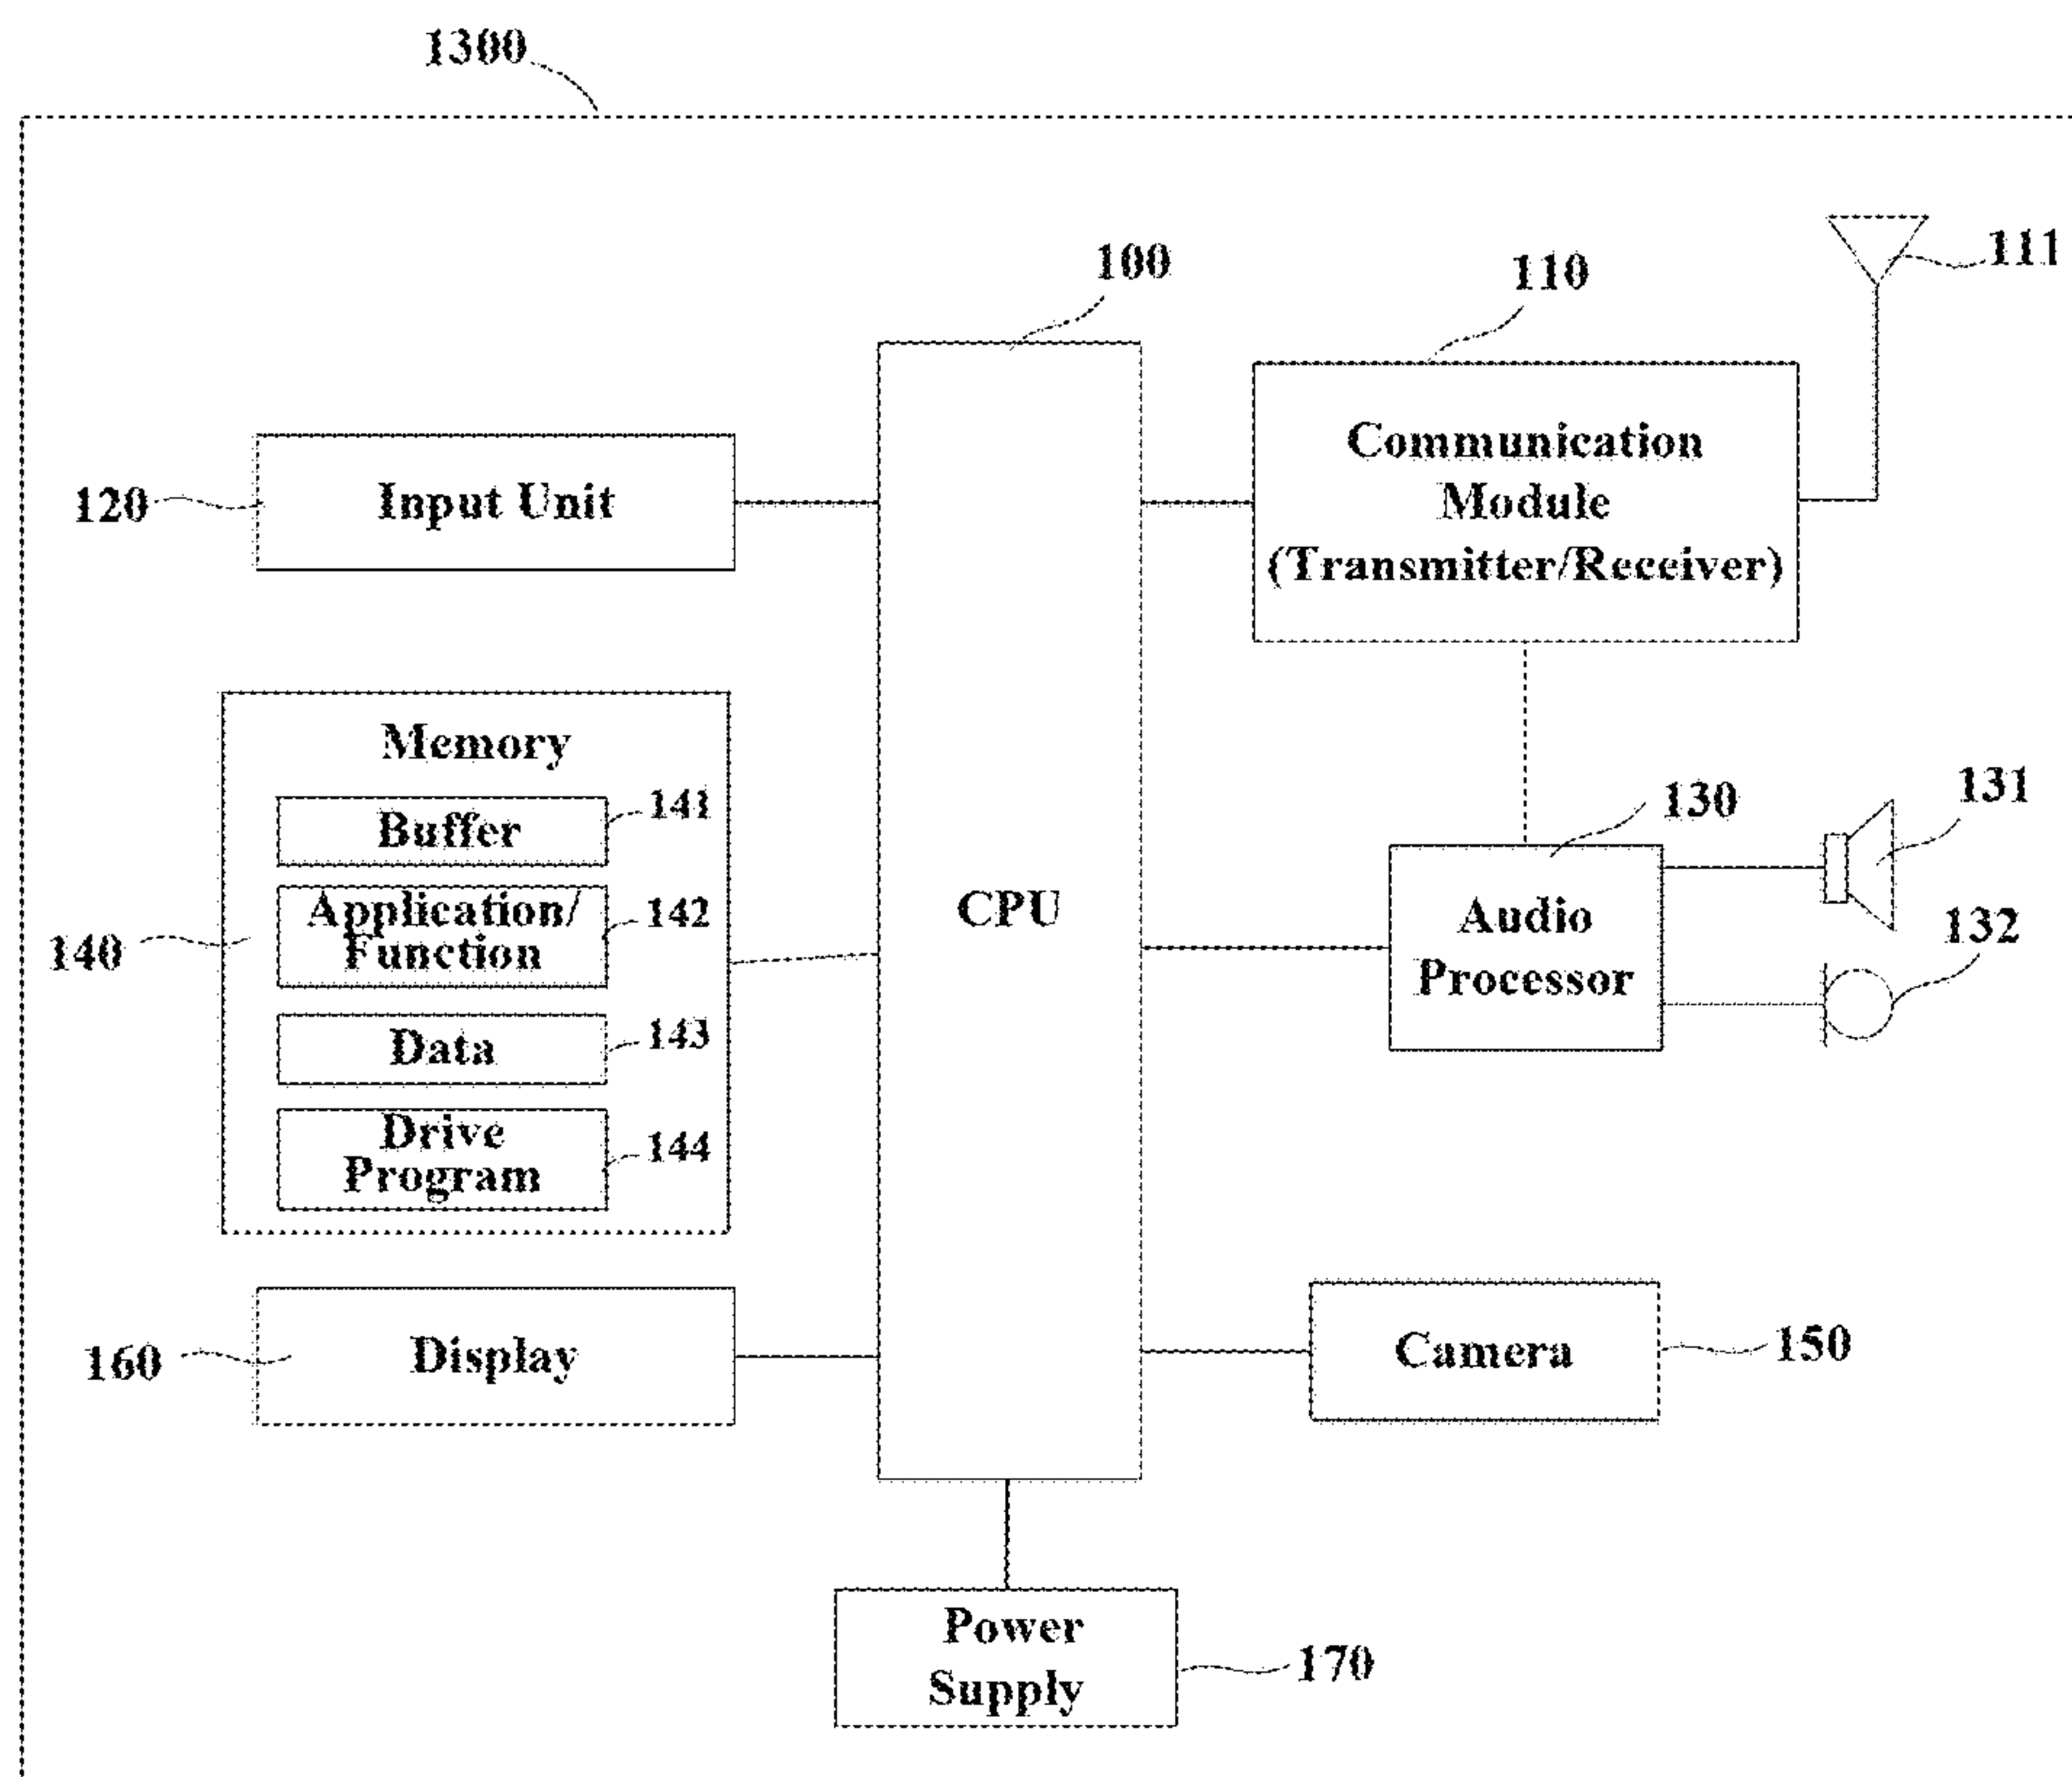 1300
100
110
111
120
Input Unit
Communication
Module
(Transmitter/Receiver)
Memory
Buffer
141
Application/
Function
142
140
Data
143
Drive
Program
144
CPU
130
131
Audio
Processor
132
160
Display
Camera
150
Power
Supply
170